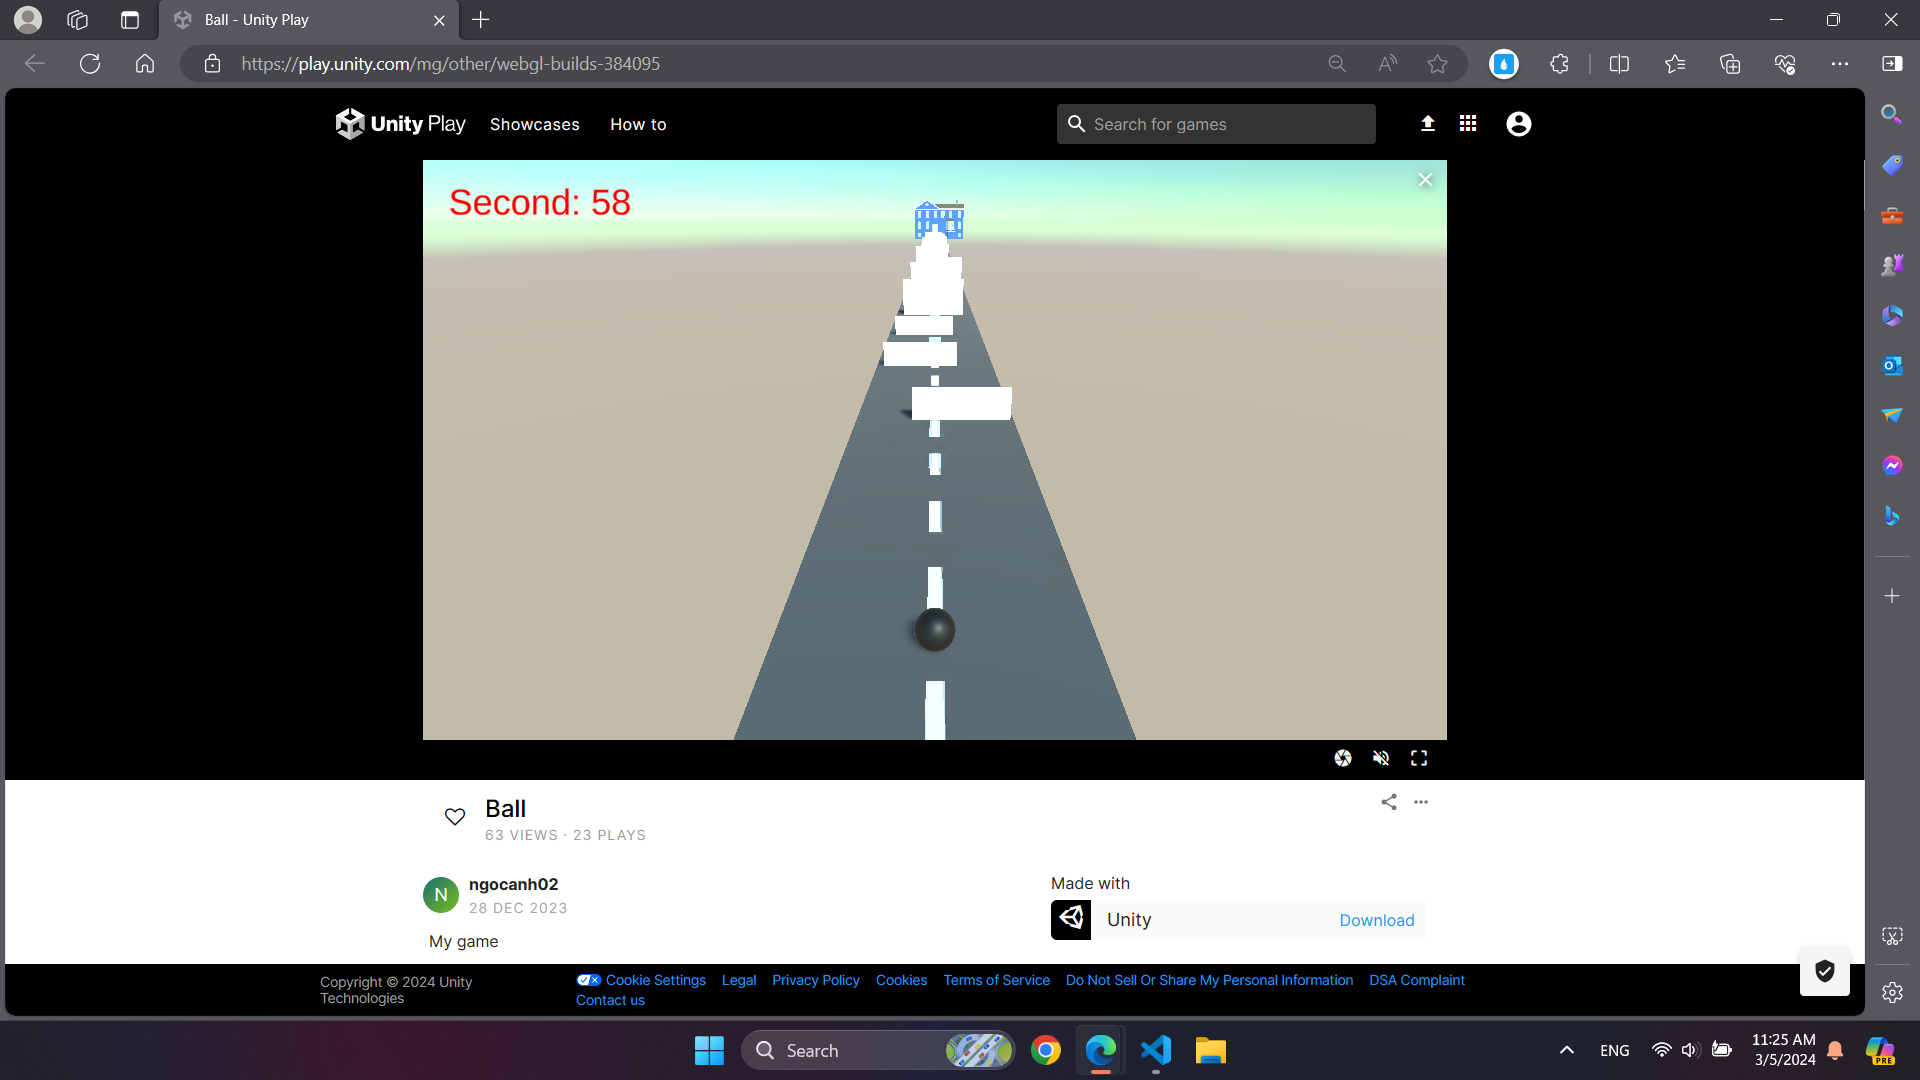 Ball - Unity Play
https://play.unity.com/mg/other/webgl-builds-384095
Unity Play Showcases How to Search for games
Second: 58
Ball
63 VIEWS · 23 PLAYS
N ngocanh02
28 DEC 2023
My game
Made with
Unity Download
Copyright © 2024 Unity Technologies
Cookie Settings Legal Privacy Policy Cookies Terms of Service Do Not Sell Or Share My Personal Information DSA Complaint
Contact us
Search
ENG
11:25 AM
3/5/2024
PRE